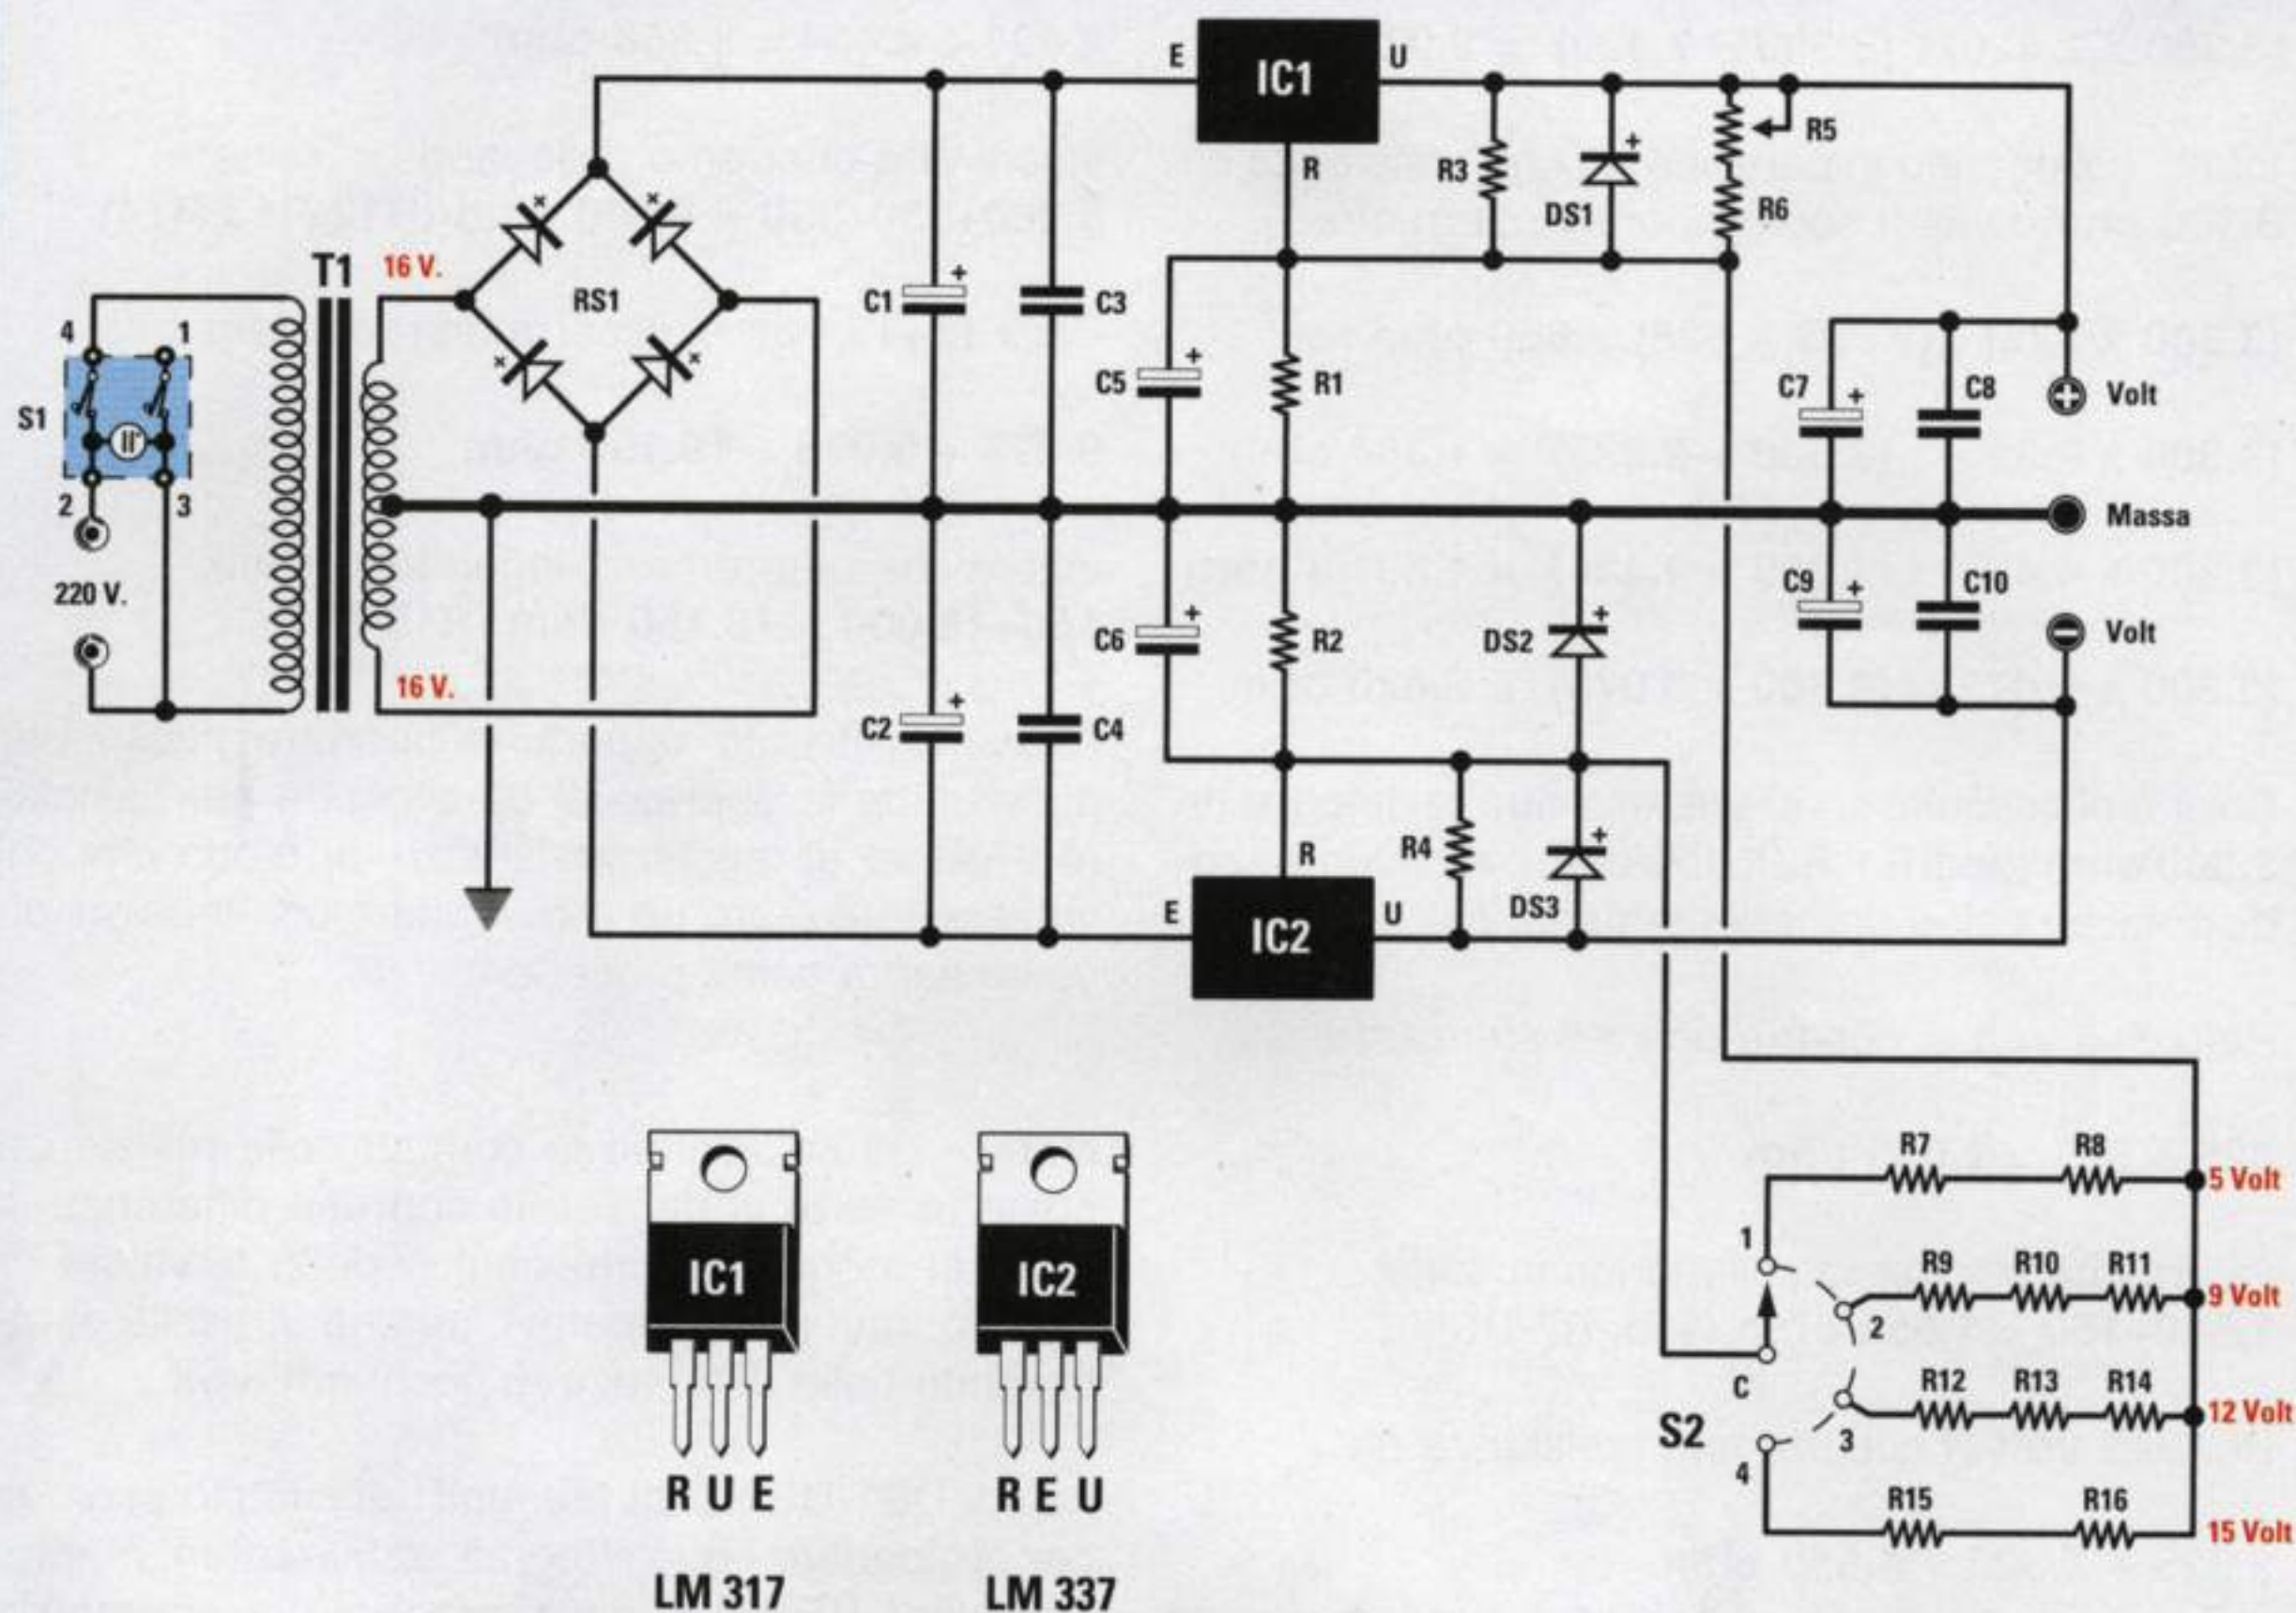 E
IC1
U
R
R3
DS1
+
R5
R6
T1
16 V.
RS1
C1
+
C3
C5
+
R1
C7
+
C8
Volt
4
1
S1
2
3
220 V.
Massa
C9
+
C10
Volt
16 V.
C6
+
R2
DS2
+
C2
+
C4
R
R4
DS3
+
E
IC2
U
R7
R8
5 Volt
1
R9
R10
R11
9 Volt
2
C
R12
R13
R14
12 Volt
S2
3
4
R15
R16
15 Volt
IC1
IC2
R U E
R E U
LM 317
LM 337